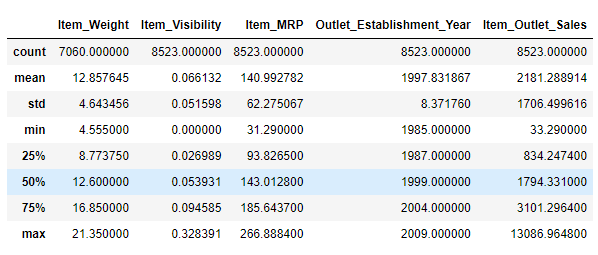 Item_Weight Item_Visibility Item_MRP Outlet_Establishment_Year Item_Outlet_Sales
count 7060.000000 8523.000000 8523.000000 8523.000000 8523.000000
mean 12.857645 0.066132 140.992782 1997.831867 2181.288914
std 4.643456 0.051598 62.275067 8.371760 1706.499616
min 4.555000 0.000000 31.290000 1985.000000 33.290000
25% 8.773750 0.026989 93.826500 1987.000000 834.247400
50% 12.600000 0.053931 143.012800 1999.000000 1794.331000
75% 16.850000 0.094585 185.643700 2004.000000 3101.296400
max 21.350000 0.328391 266.888400 2009.000000 13086.964800